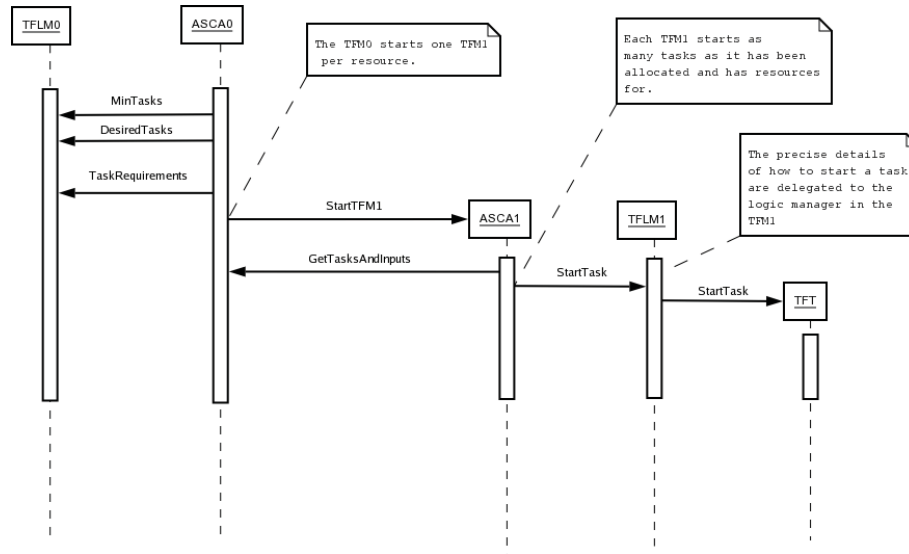 TFLM0
ASCA0
The TFM0 starts one TFM1
per resource.
Each TFM1 starts as
many tasks as it has been
allocated and has resources
for.
MinTasks
DesiredTasks
The precise details
of how to start a task
are delegated to the
logic manager in the
TFM1
TaskRequirements
StartTFM1
ASCA1
TFLM1
GetTasksAndInputs
StartTask
StartTask
TFT